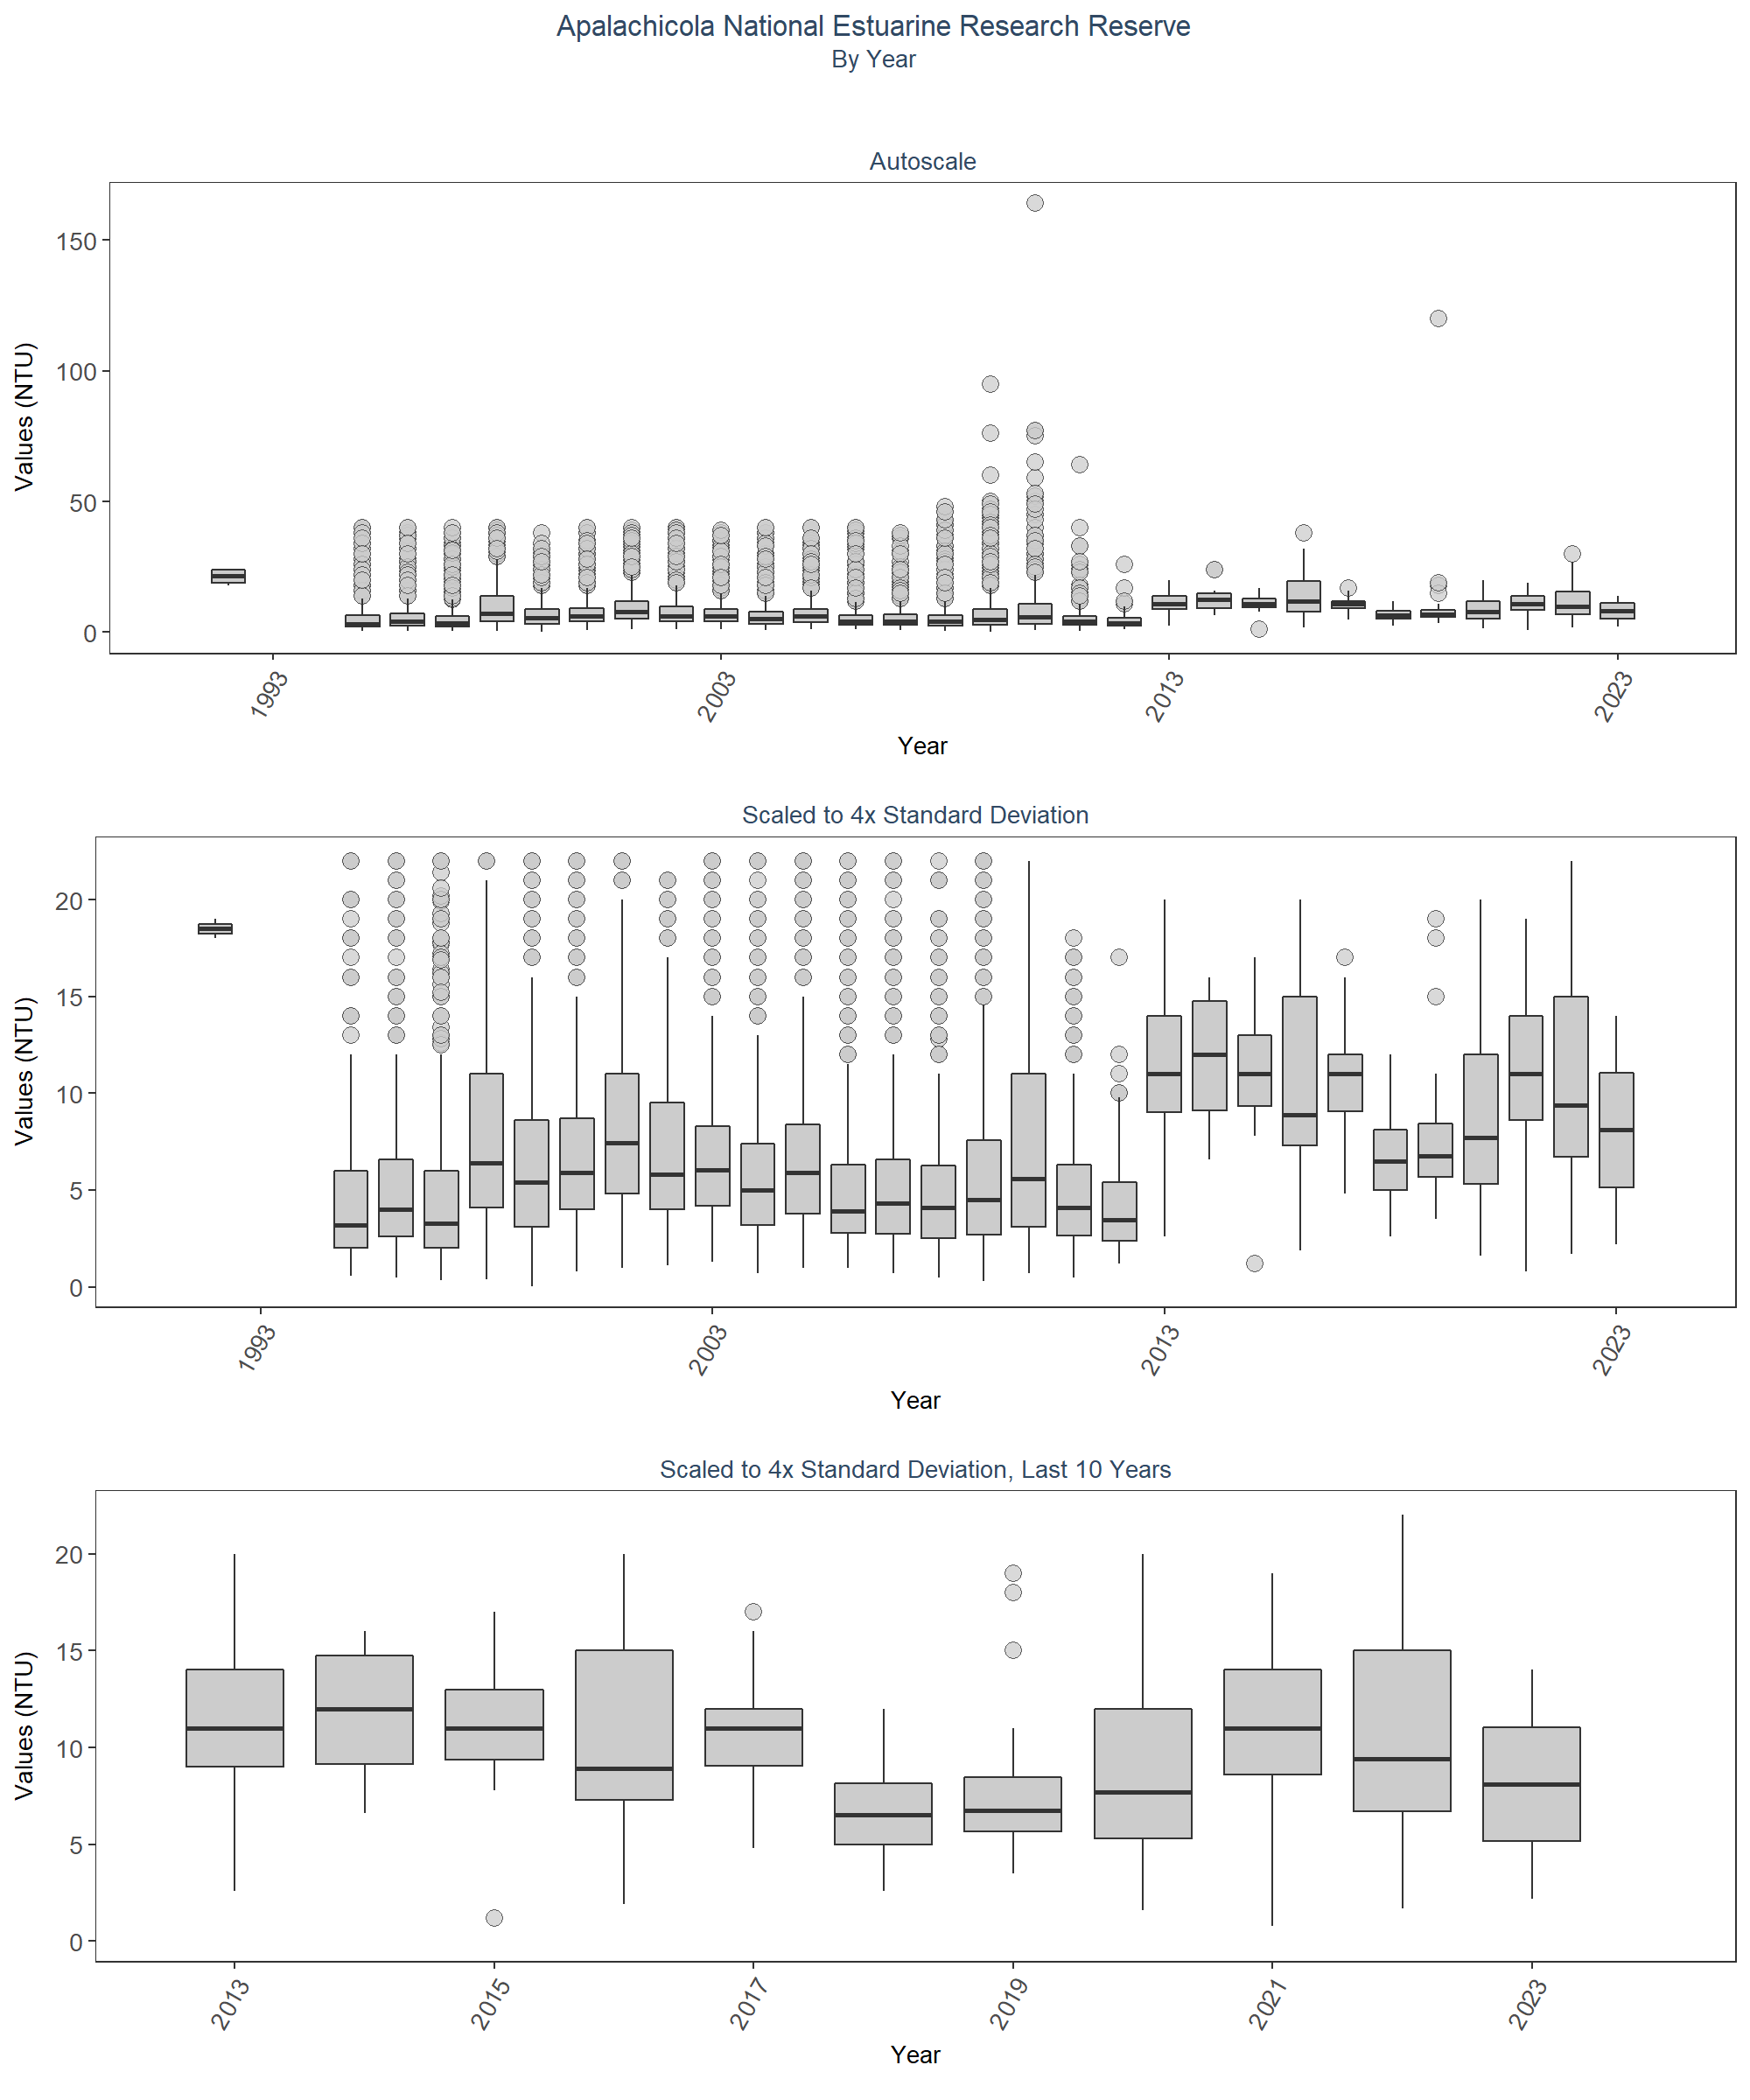 Apalachicola National Estuarine Research Reserve
By Year
Autoscale
Values (NTU)
150
100
50
0
1993
2003
2013
2023
Year
Scaled to 4x Standard Deviation
Values (NTU)
20
15
10
5
0
1993
2003
2013
2023
Year
Scaled to 4x Standard Deviation, Last 10 Years
Values (NTU)
20
15
10
5
0
2013
2015
2017
2019
2021
2023
Year